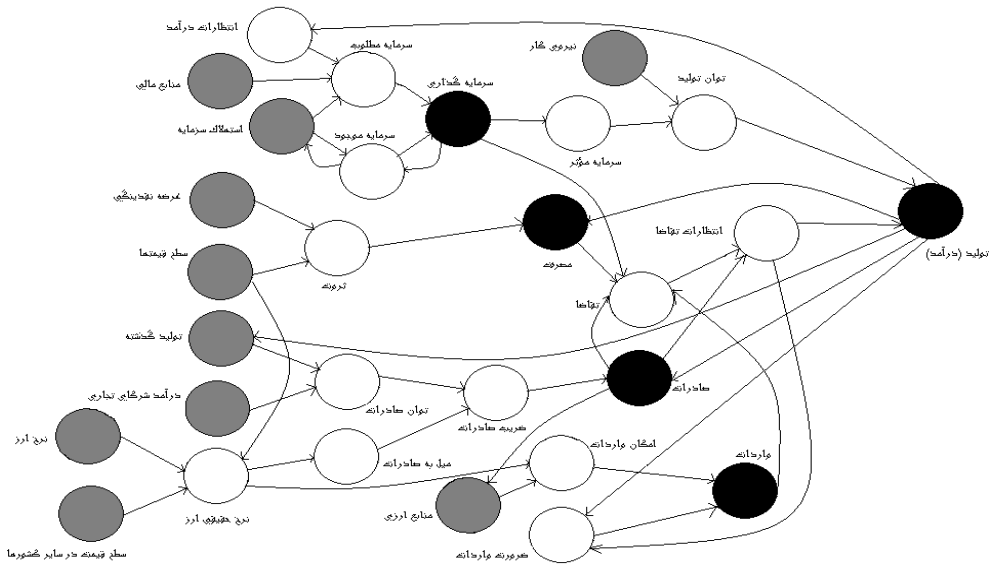 انتظارات درآمد
سرمایه مطلوب
نیروی کار
منابع مالی
سرمایه گذاری
توان تولید
استهلاک سرمایه
سرمایه موجود
سرمایه مؤثر
عرضه نقدینگی
سطح قیمتها
ثروت
مصرف
انتظارات تقاضا
تولید (درآمد)
تقاضا
تولید گذشته
درآمد شرکای تجاری
توان صادرات
ضریب صادرات
صادرات
نرخ ارز
میل به صادرات
امکان واردات
واردات
نرخ حقیقی ارز
منابع ارزی
سطح قیمت در سایر کشورها
ضرورت واردات